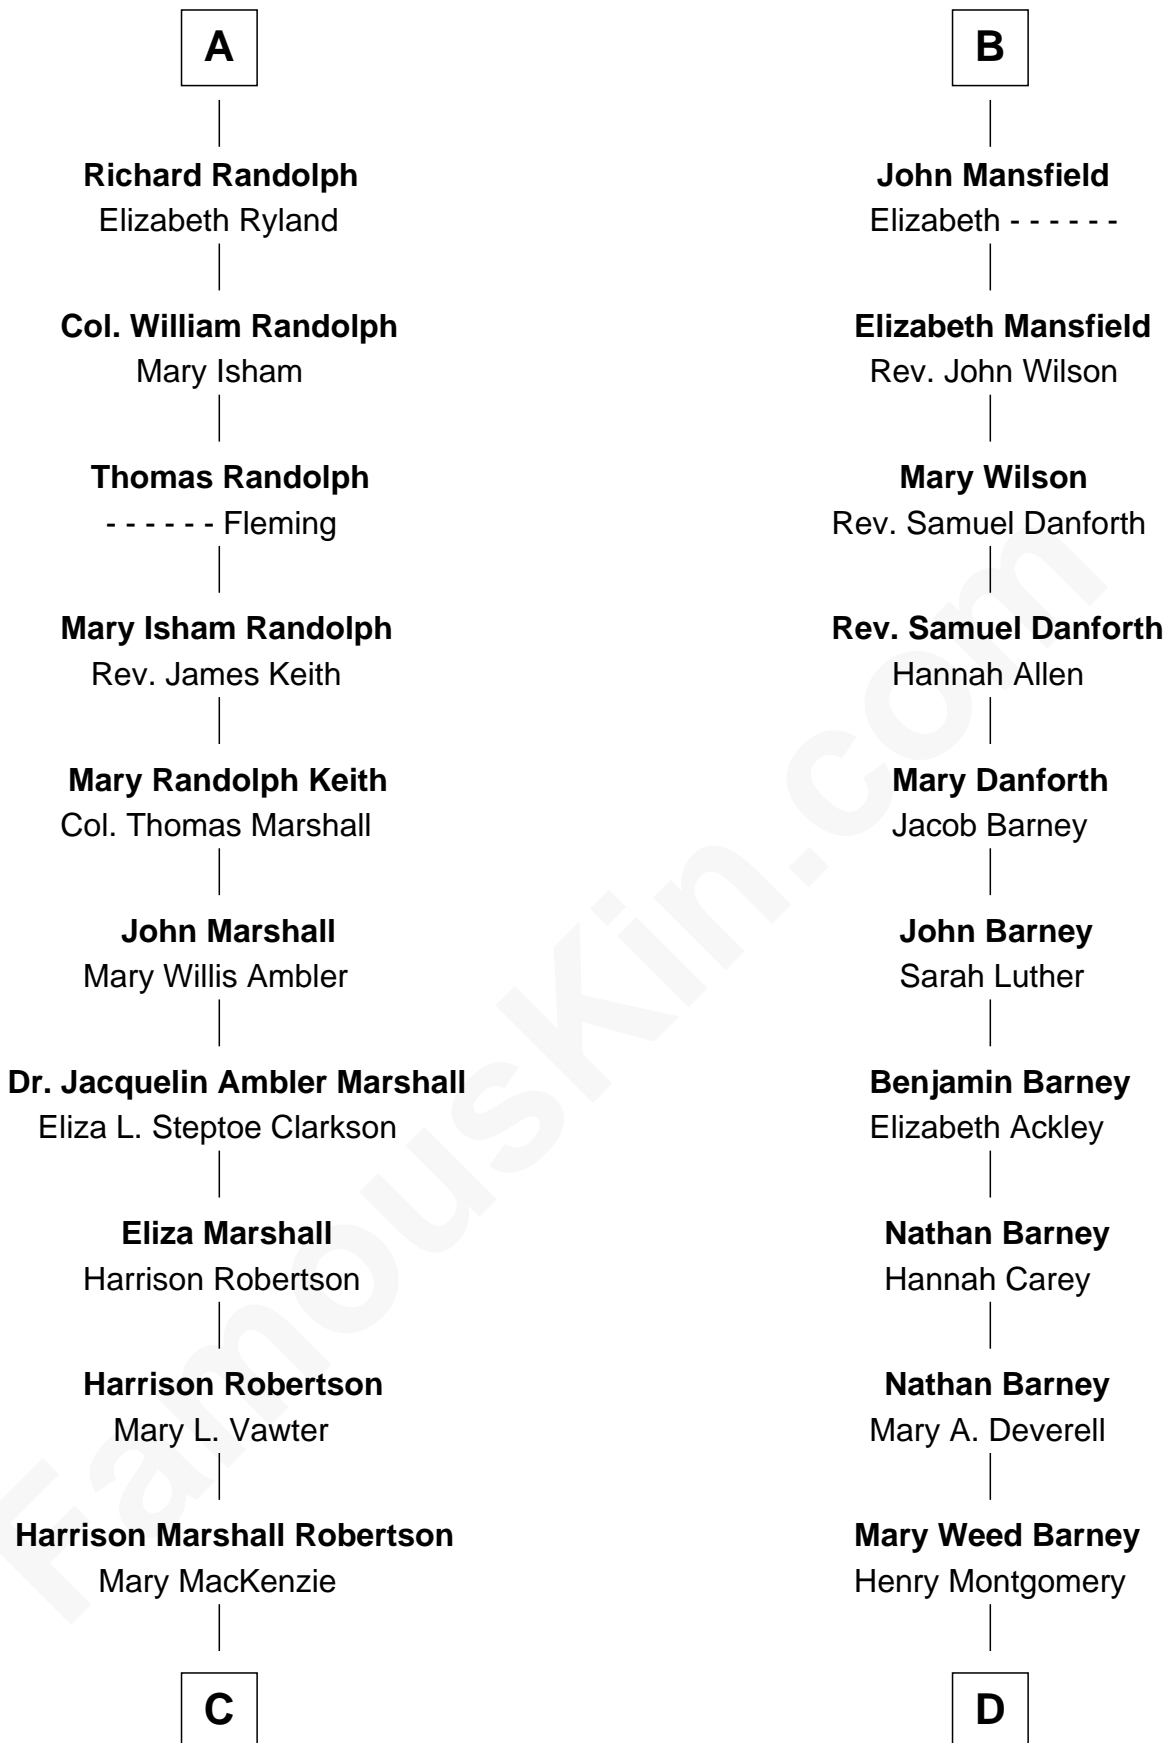 A
Richard Randolph
Elizabeth Ryland
Col. William Randolph
Mary Isham
Thomas Randolph
- - - - - - Fleming
Mary Isham Randolph
Rev. James Keith
Mary Randolph Keith
Col. Thomas Marshall
John Marshall
Mary Willis Ambler
Dr. Jacquelin Ambler Marshall
Eliza L. Steptoe Clarkson
Eliza Marshall
Harrison Robertson
Harrison Robertson
Mary L. Vawter
Harrison Marshall Robertson
Mary MacKenzie
C
B
John Mansfield
Elizabeth - - - - - -
Elizabeth Mansfield
Rev. John Wilson
Mary Wilson
Rev. Samuel Danforth
Rev. Samuel Danforth
Hannah Allen
Mary Danforth
Jacob Barney
John Barney
Sarah Luther
Benjamin Barney
Elizabeth Ackley
Nathan Barney
Hannah Carey
Nathan Barney
Mary A. Deverell
Mary Weed Barney
Henry Montgomery
D
FamousKin.com